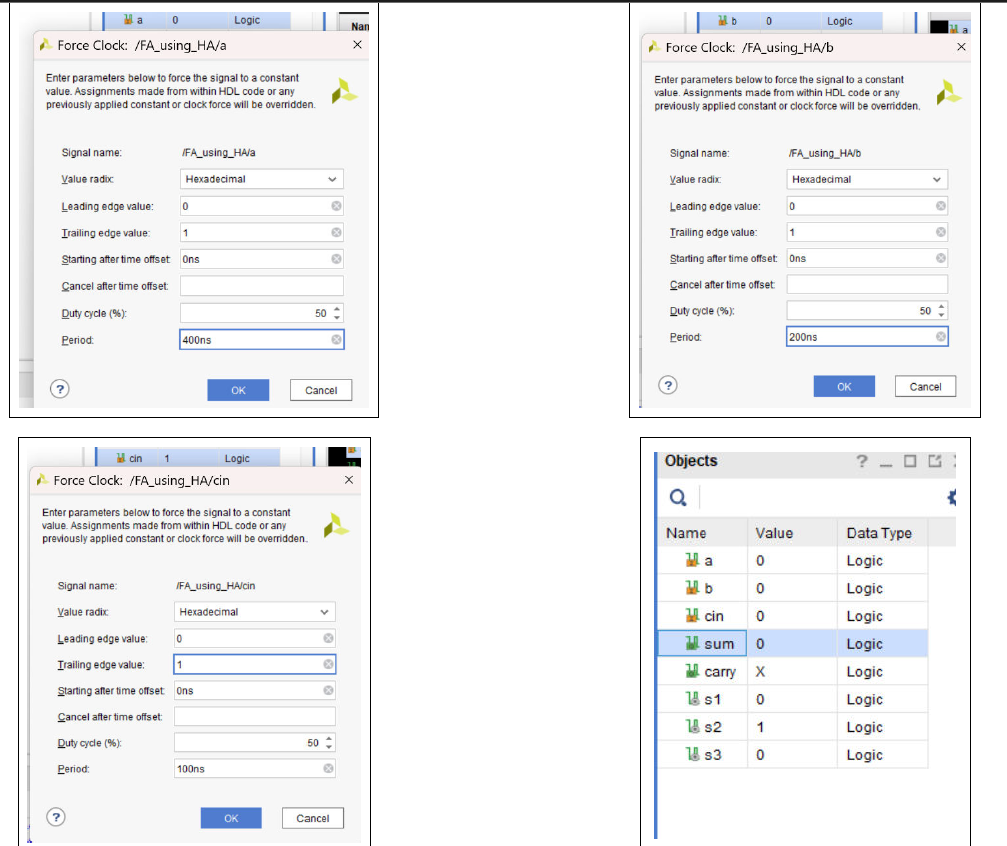 a 0 Logic
Nan
Force Clock: /FA_using_HA/a
Enter parameters below to force the signal to a constant
value. Assignments made from within HDL code or any
previously applied constant or clock force will be overridden.
Signal name: /FA_using_HA/a
Value radix: Hexadecimal
Leading edge value: 0
Trailing edge value: 1
Starting after time offset: 0ns
Cancel after time offset:
Duty cycle (%): 50
Period: 400ns
? OK Cancel
b 0 Logic
a
Force Clock: /FA_using_HA/b
Enter parameters below to force the signal to a constant
value. Assignments made from within HDL code or any
previously applied constant or clock force will be overridden.
Signal name: /FA_using_HA/b
Value radix: Hexadecimal
Leading edge value: 0
Trailing edge value: 1
Starting after time offset: 0ns
Cancel after time offset:
Duty cycle (%): 50
Period: 200ns
? OK Cancel
cin 1 Logic
Force Clock: /FA_using_HA/cin
Enter parameters below to force the signal to a constant
value. Assignments made from within HDL code or any
previously applied constant or clock force will be overridden.
Signal name: /FA_using_HA/cin
Value radix: Hexadecimal
Leading edge value: 0
Trailing edge value: 1
Starting after time offset: 0ns
Cancel after time offset:
Duty cycle (%): 50
Period: 100ns
? OK Cancel
Objects ?
Name Value Data Type
a 0 Logic
b 0 Logic
cin 0 Logic
sum 0 Logic
carry X Logic
s1 0 Logic
s2 1 Logic
s3 0 Logic